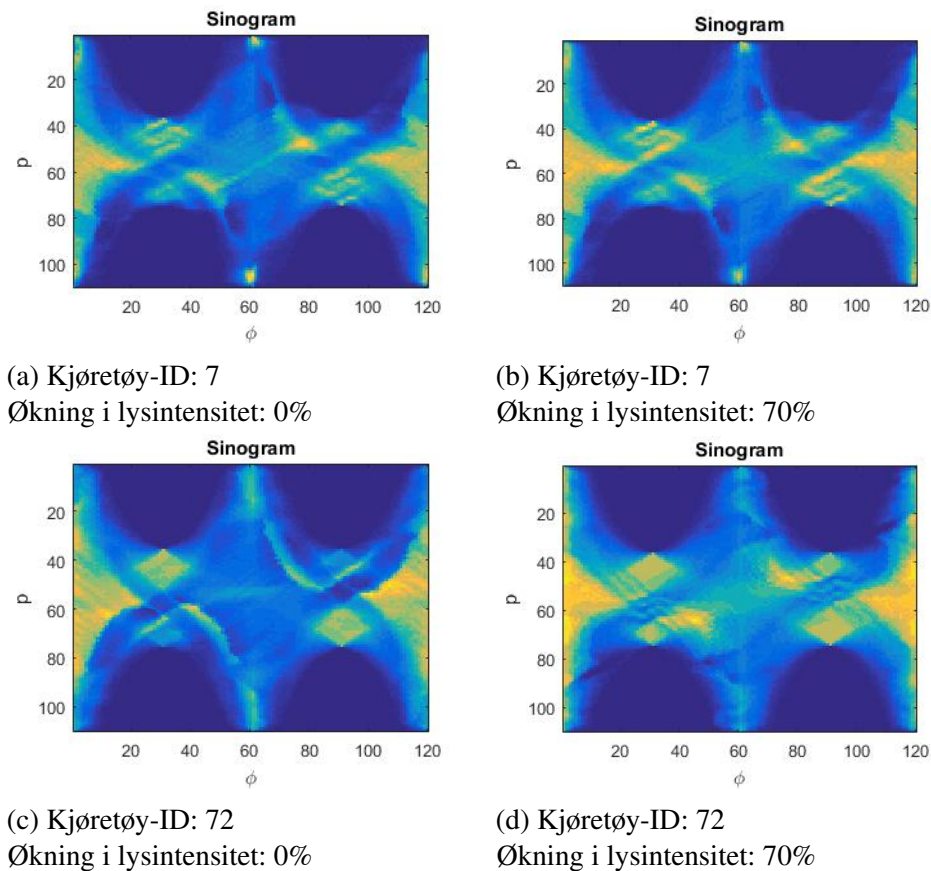 Sinogram
20
40
60
80
100
p
20 40 60 80 100 120
ϕ
(a) Kjøretøy-ID: 7
Økning i lysintensitet: 0%
Sinogram
20
40
60
80
100
p
20 40 60 80 100 120
ϕ
(b) Kjøretøy-ID: 7
Økning i lysintensitet: 70%
Sinogram
20
40
60
80
100
p
20 40 60 80 100 120
ϕ
(c) Kjøretøy-ID: 72
Økning i lysintensitet: 0%
Sinogram
20
40
60
80
100
p
20 40 60 80 100 120
ϕ
(d) Kjøretøy-ID: 72
Økning i lysintensitet: 70%